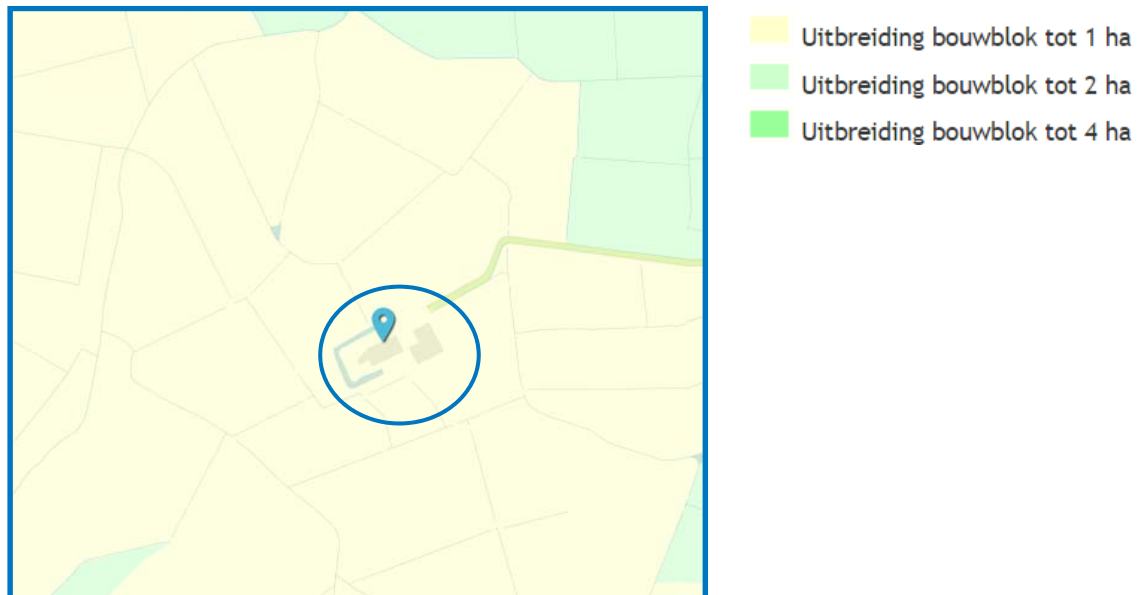 Uitbreiding bouwblok tot 1 ha
Uitbreiding bouwblok tot 2 ha
Uitbreiding bouwblok tot 4 ha